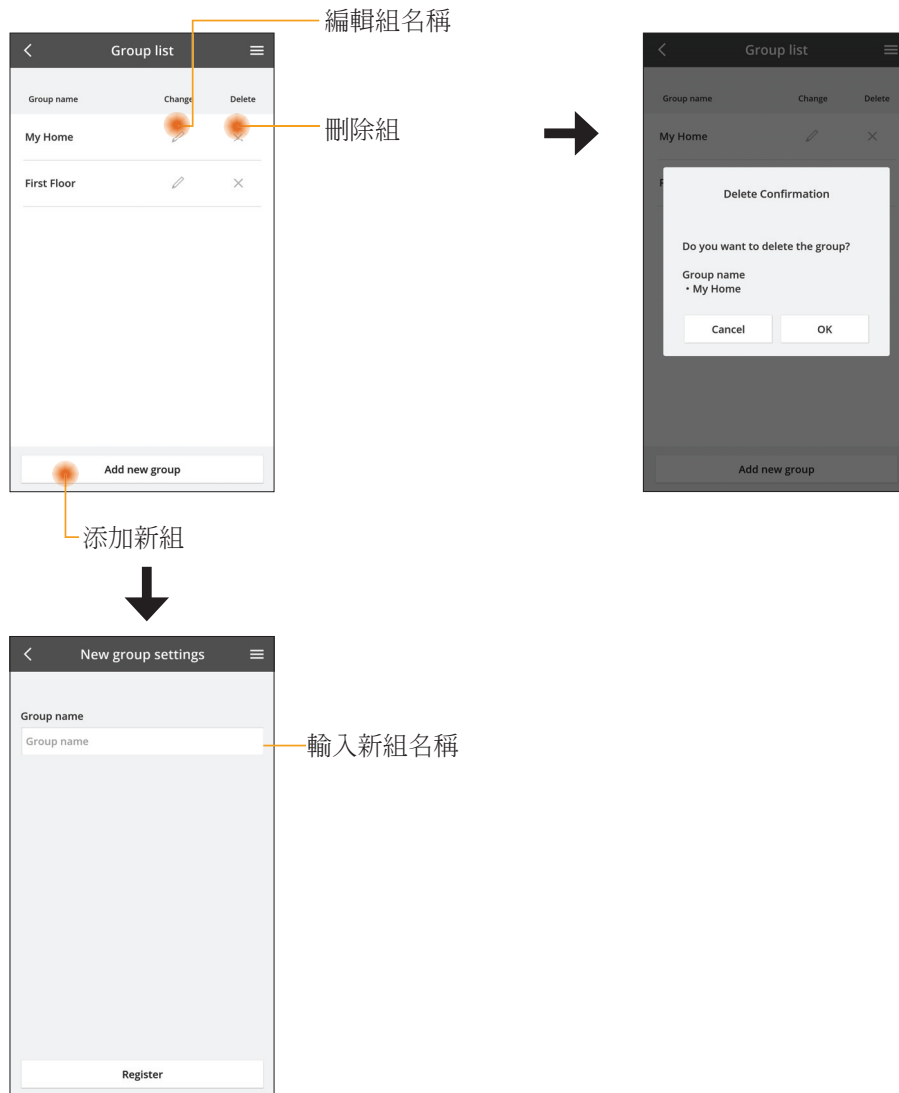 編輯組名稱
Group list
Group name Change Delete
My Home
刪除組
First Floor
Add new group
添加新組
Group list
Group name Change Delete
My Home
F
Delete Confirmation
Do you want to delete the group?
Group name
• My Home
Cancel OK
Add new group
New group settings
Group name
Group name
輸入新組名稱
Register